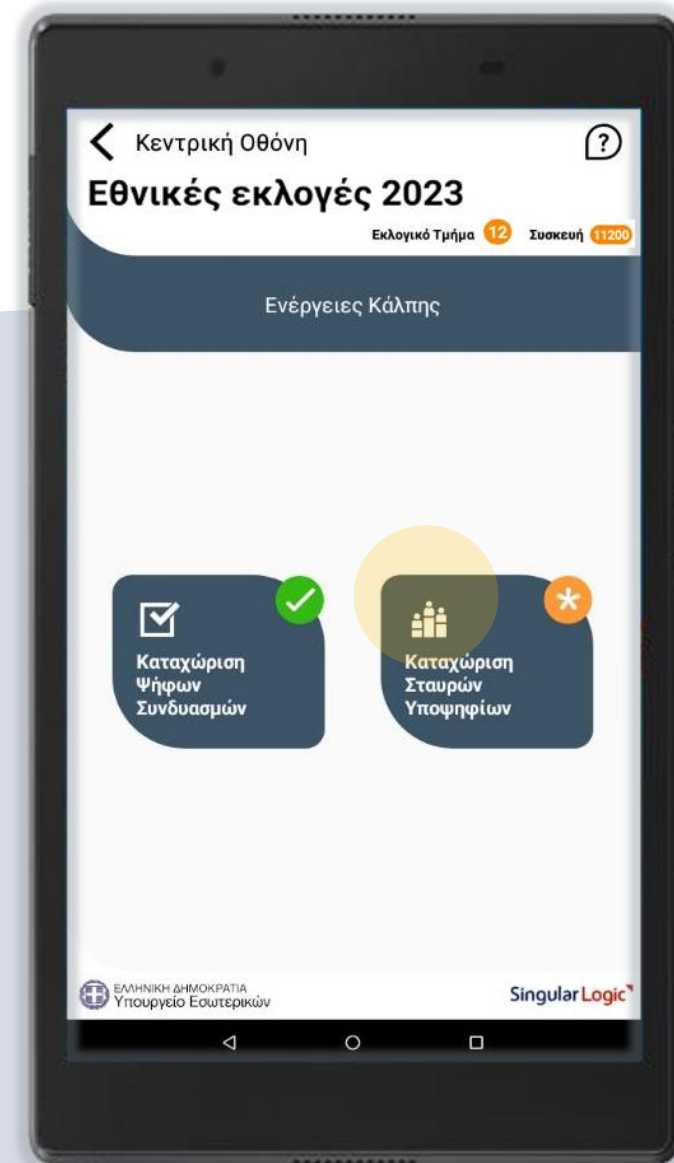 Κεντρική Οθόνη
Εθνικές εκλογές 2023
Εκλογικό Τμήμα 12 Συσκευή 11200
Ενέργειες Κάλπης
Καταχώριση
Ψήφων
Συνδυασμών
Καταχώριση
Σταυρών
Υποψηφίων
ΕΛΛΗΝΙΚΗ ΔΗΜΟΚΡΑΤΙΑ
Υπουργείο Εσωτερικών
SingularLogic